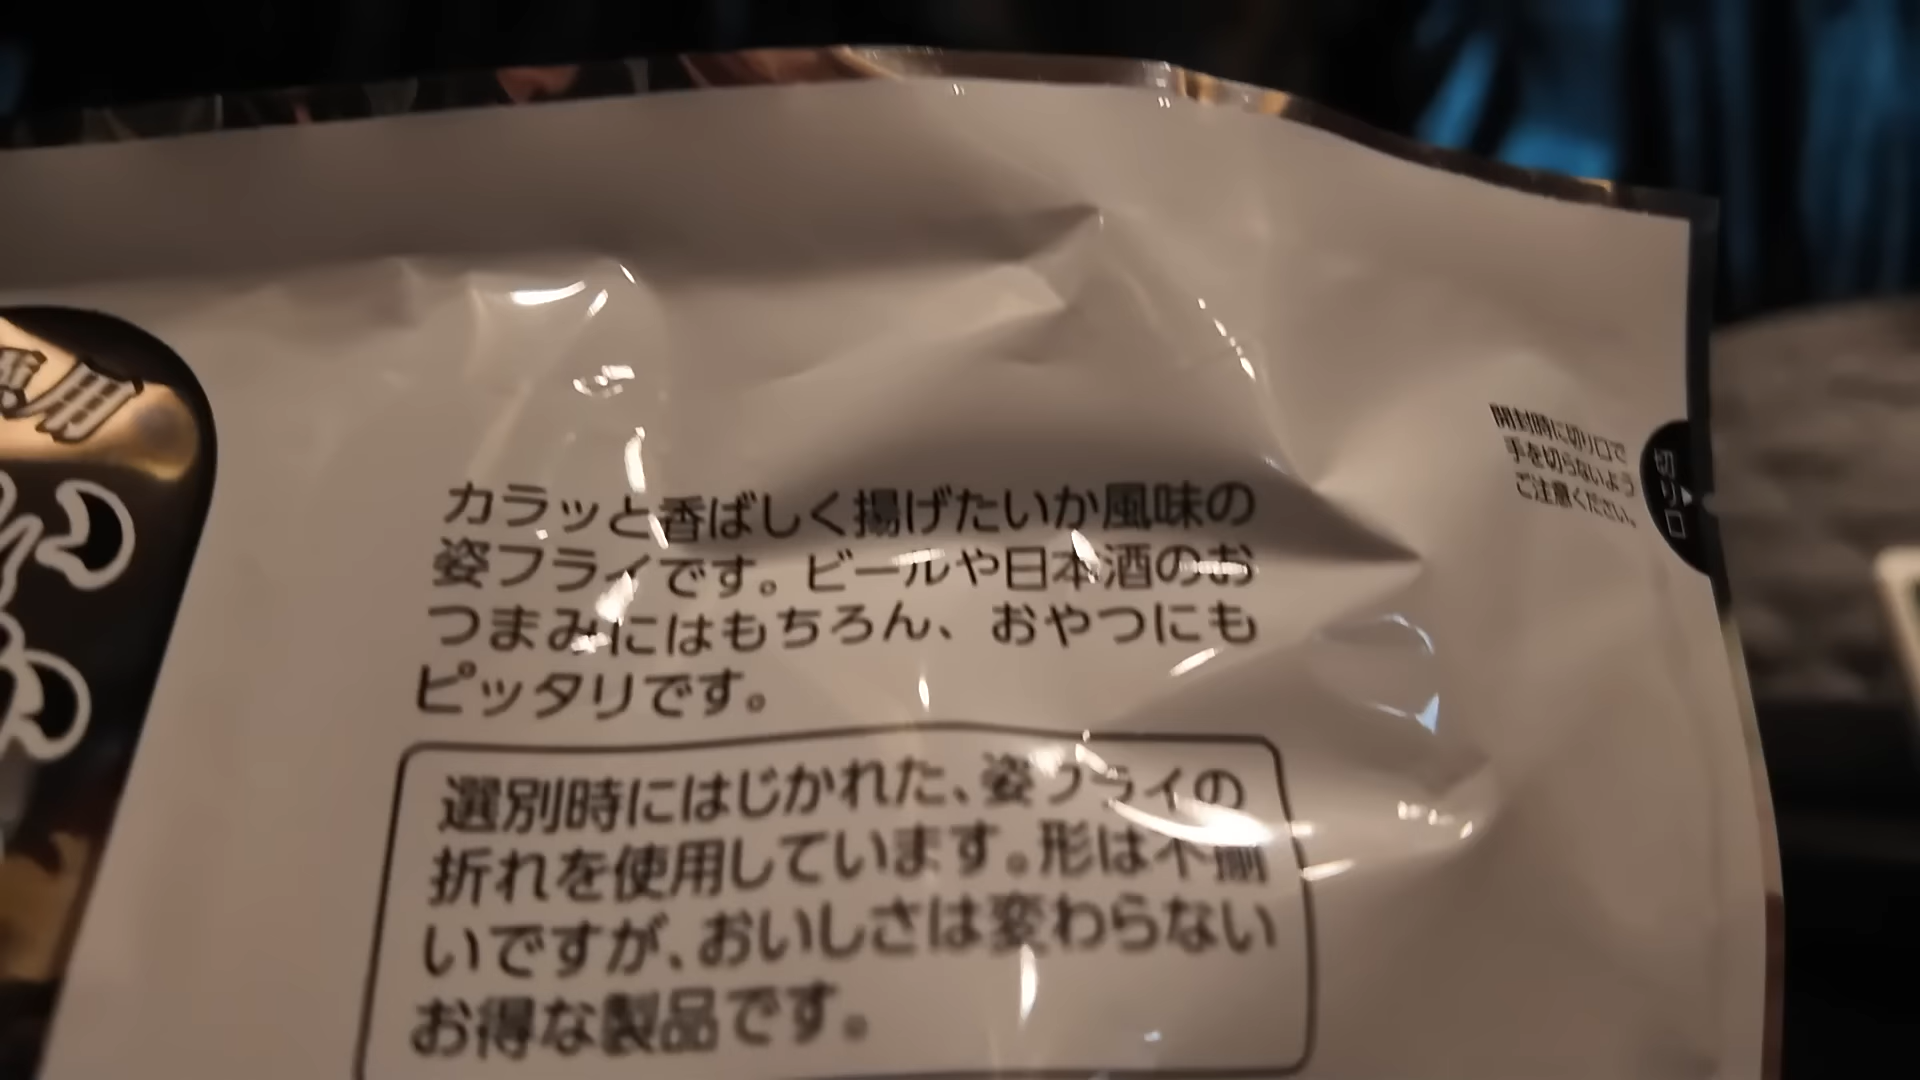 用
カラッと香ばしく揚げたいか風味の
姿フライです。ビールや日本酒のお
つまみにはもちろん、おやつにも
ピッタリです。
選別時にはじかれた、姿フライの
折れを使用しています。形は不揃
いですが、おいしさは変わらない
お得な製品です。
開封時に切り口で
手を切らないよう
ご注意ください。
切り口